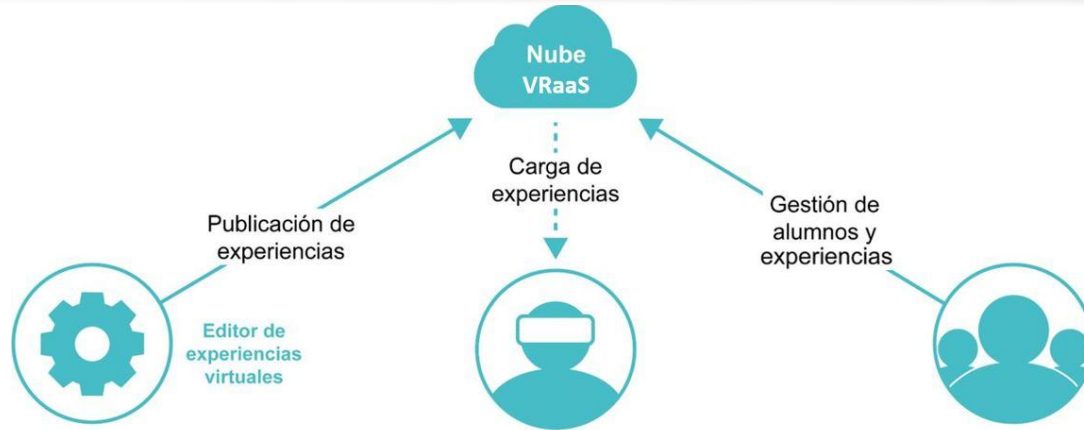 Nube
VRaaS
Carga de
experiencias
Publicación de
experiencias
Gestión de
alumnos y
experiencias
Editor de
experiencias
virtuales